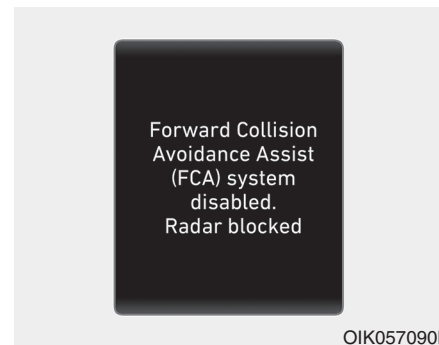 Forward Collision
Avoidance Assist
(FCA) system
disabled.
Radar blocked
OIK057090